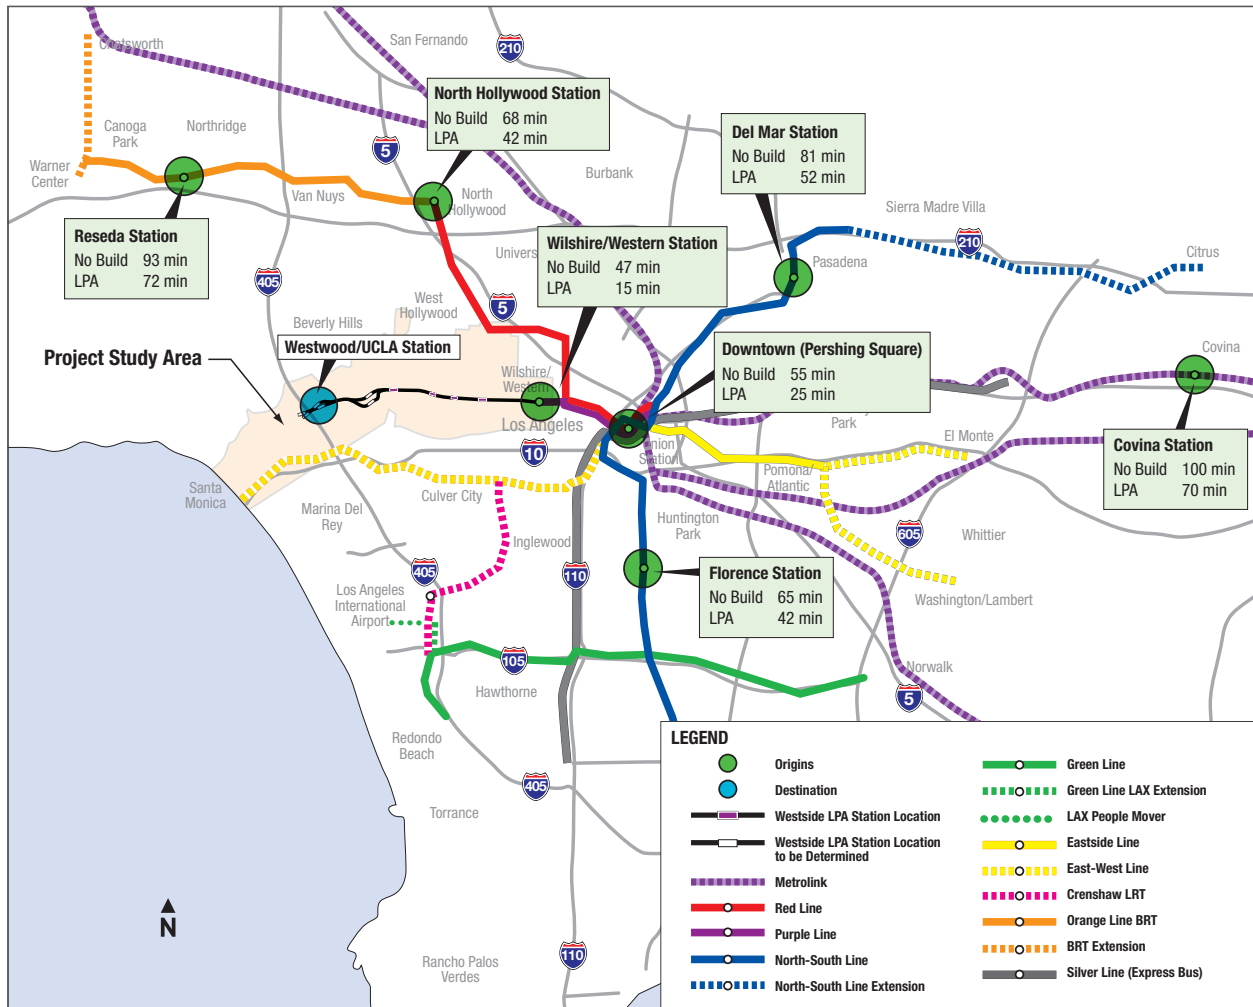 Chatsworth
San Fernando
210
Canoga
Park
Northridge
5
North Hollywood Station
No Build 68 min
LPA 42 min
Del Mar Station
No Build 81 min
LPA 52 min
Burbank
Warner
Center
Van Nuys
North
Hollywood
Sierra Madre Villa
210
Citrus
Reseda Station
No Build 93 min
LPA 72 min
405
Univers
Wilshire/Western Station
No Build 47 min
LPA 15 min
Pasadena
West
Hollywood
5
Beverly Hills
Westwood/UCLA Station
Project Study Area
Wilshire/
Western
Los Angeles
Downtown (Pershing Square)
No Build 55 min
LPA 25 min
Covina
Park
El Monte
Covina Station
No Build 100 min
LPA 70 min
10
Union
Station
Pomona/
Atlantic
Santa
Monica
Culver City
Marina Del
Rey
Huntington
Park
Inglewood
605
Whittier
405
110
Los Angeles
International
Airport
Florence Station
No Build 65 min
LPA 42 min
Washington/Lambert
105
Hawthorne
Norwalk
5
Redondo
Beach
405
Torrance
N
110
Rancho Palos
Verdes
LEGEND
Origins
Destination
Westside LPA Station Location
Westside LPA Station Location
to be Determined
Metrolink
Red Line
Purple Line
North-South Line
North-South Line Extension
Green Line
Green Line LAX Extension
LAX People Mover
Eastside Line
East-West Line
Crenshaw LRT
Orange Line BRT
BRT Extension
Silver Line (Express Bus)